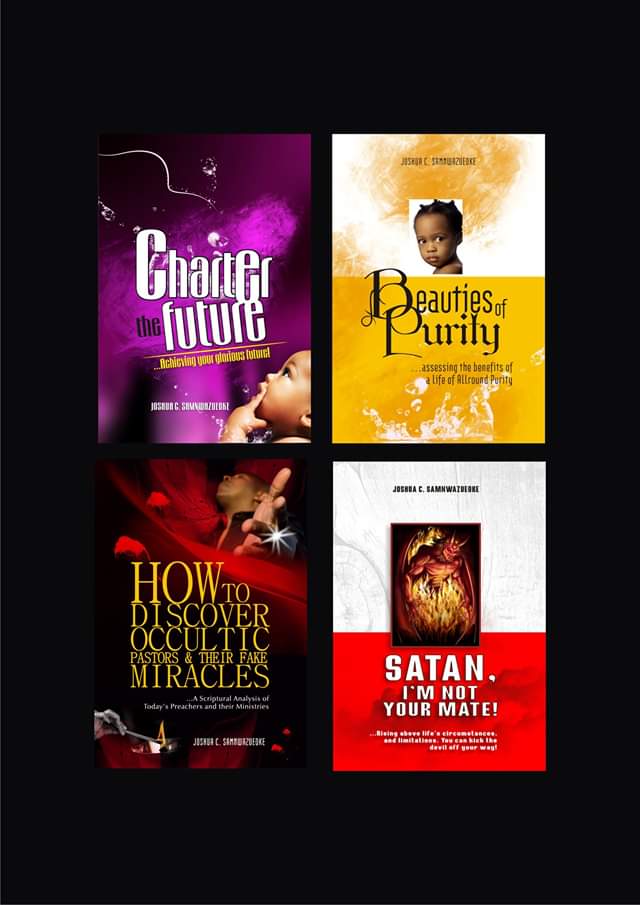 Charter
the future
...Achieving your glorious future!
JOSHUA C. SAMNWAZUEOKE
JOSHUA C. SAMNWAZUEOKE
Beauties of
Purity
...assessing the benefits of
a life of Allround Purity
HOW TO
DISCOVER
OCCULTIC
PASTORS & THEIR FAKE
MIRACLES
...A Scriptural Analysis of
Today's Preachers and their Ministries
JOSHUA C. SAMNWAZUEOKE
JOSHUA C. SAMNWAZUEOKE
SATAN,
I'M NOT
YOUR MATE!
...Rising above life's circumstances,
and limitations. You can kick the
devil off your way!